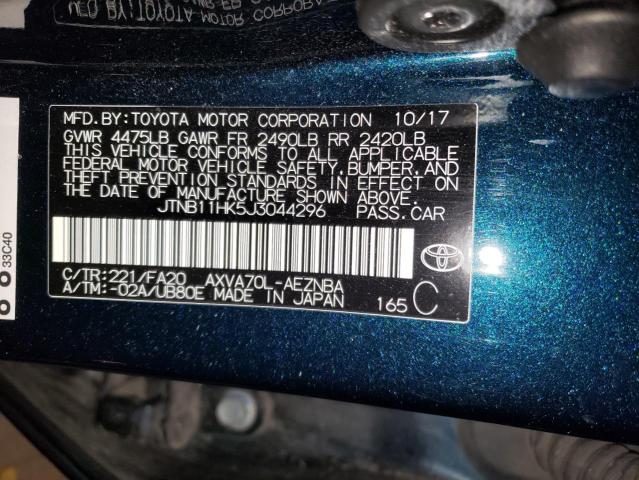 MFD. BY: TOYOTA MOTOR CORPORATION 10/17
GVWR 4475LB GAWR FR 2490LB RR 2420LB
THIS VEHICLE CONFORMS TO ALL APPLICABLE
FEDERAL MOTOR VEHICLE SAFETY, BUMPER, AND
THEFT PREVENTION STANDARDS IN EFFECT ON
THE DATE OF MANUFACTURE SHOWN ABOVE.
JTNB11HK5J3044296 PASS. CAR
C/TR: 221/FA20 AXVA70L-AEZNBA
A/TM: -02A/UB80E MADE IN JAPAN
165 C
TOYOTA
33C40